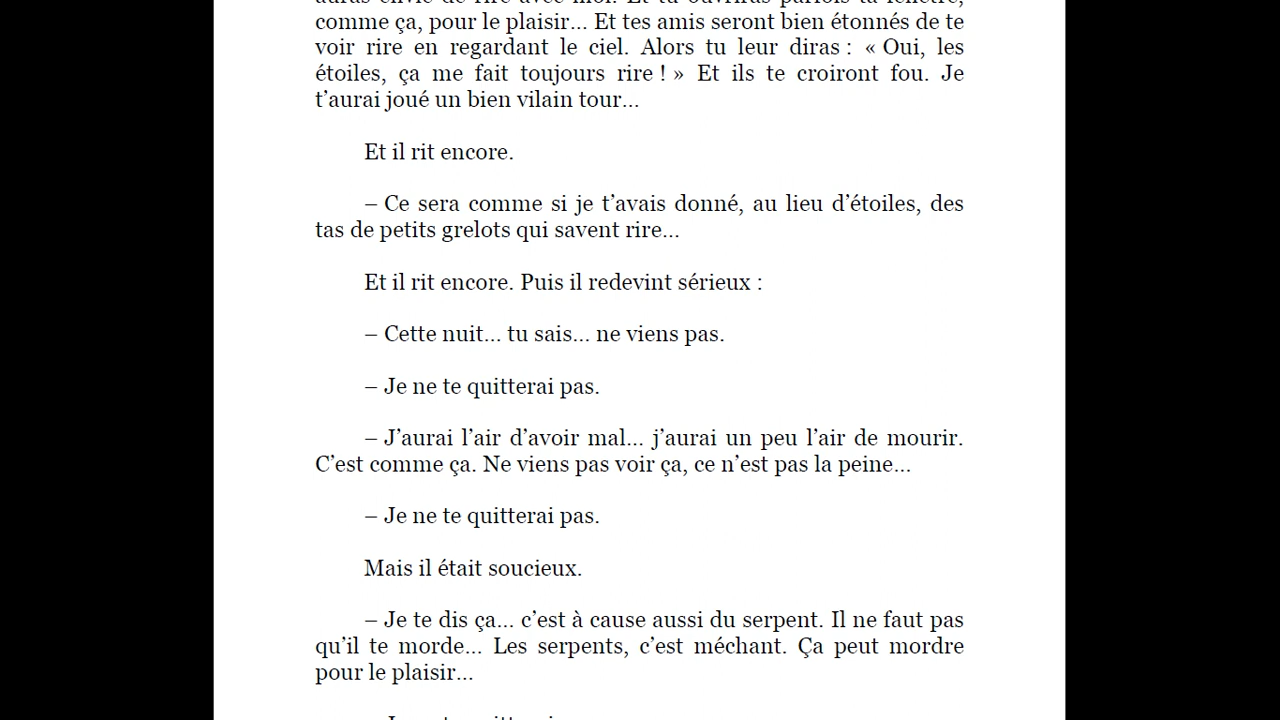 comme ça, pour le plaisir… Et tes amis seront bien étonnés de te
voir rire en regardant le ciel. Alors tu leur diras : « Oui, les
étoiles, ça me fait toujours rire ! » Et ils te croiront fou. Je
t’aurai joué un bien vilain tour…
Et il rit encore.
– Ce sera comme si je t’avais donné, au lieu d’étoiles, des
tas de petits grelots qui savent rire…
Et il rit encore. Puis il redevint sérieux :
– Cette nuit… tu sais… ne viens pas.
– Je ne te quitterai pas.
– J’aurai l’air d’avoir mal… j’aurai un peu l’air de mourir.
C’est comme ça. Ne viens pas voir ça, ce n’est pas la peine…
– Je ne te quitterai pas.
Mais il était soucieux.
– Je te dis ça… c’est à cause aussi du serpent. Il ne faut pas
qu’il te morde… Les serpents, c’est méchant. Ça peut mordre
pour le plaisir…